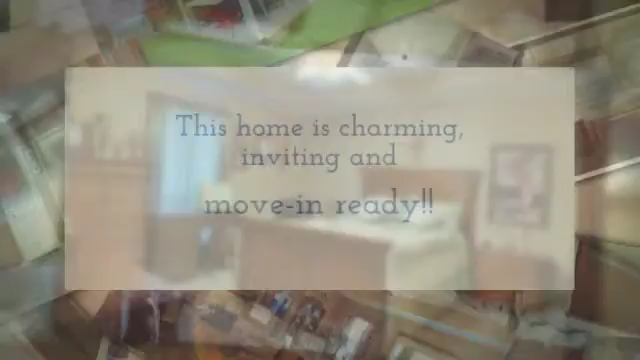 This home is charming,
inviting and
move-in ready!!